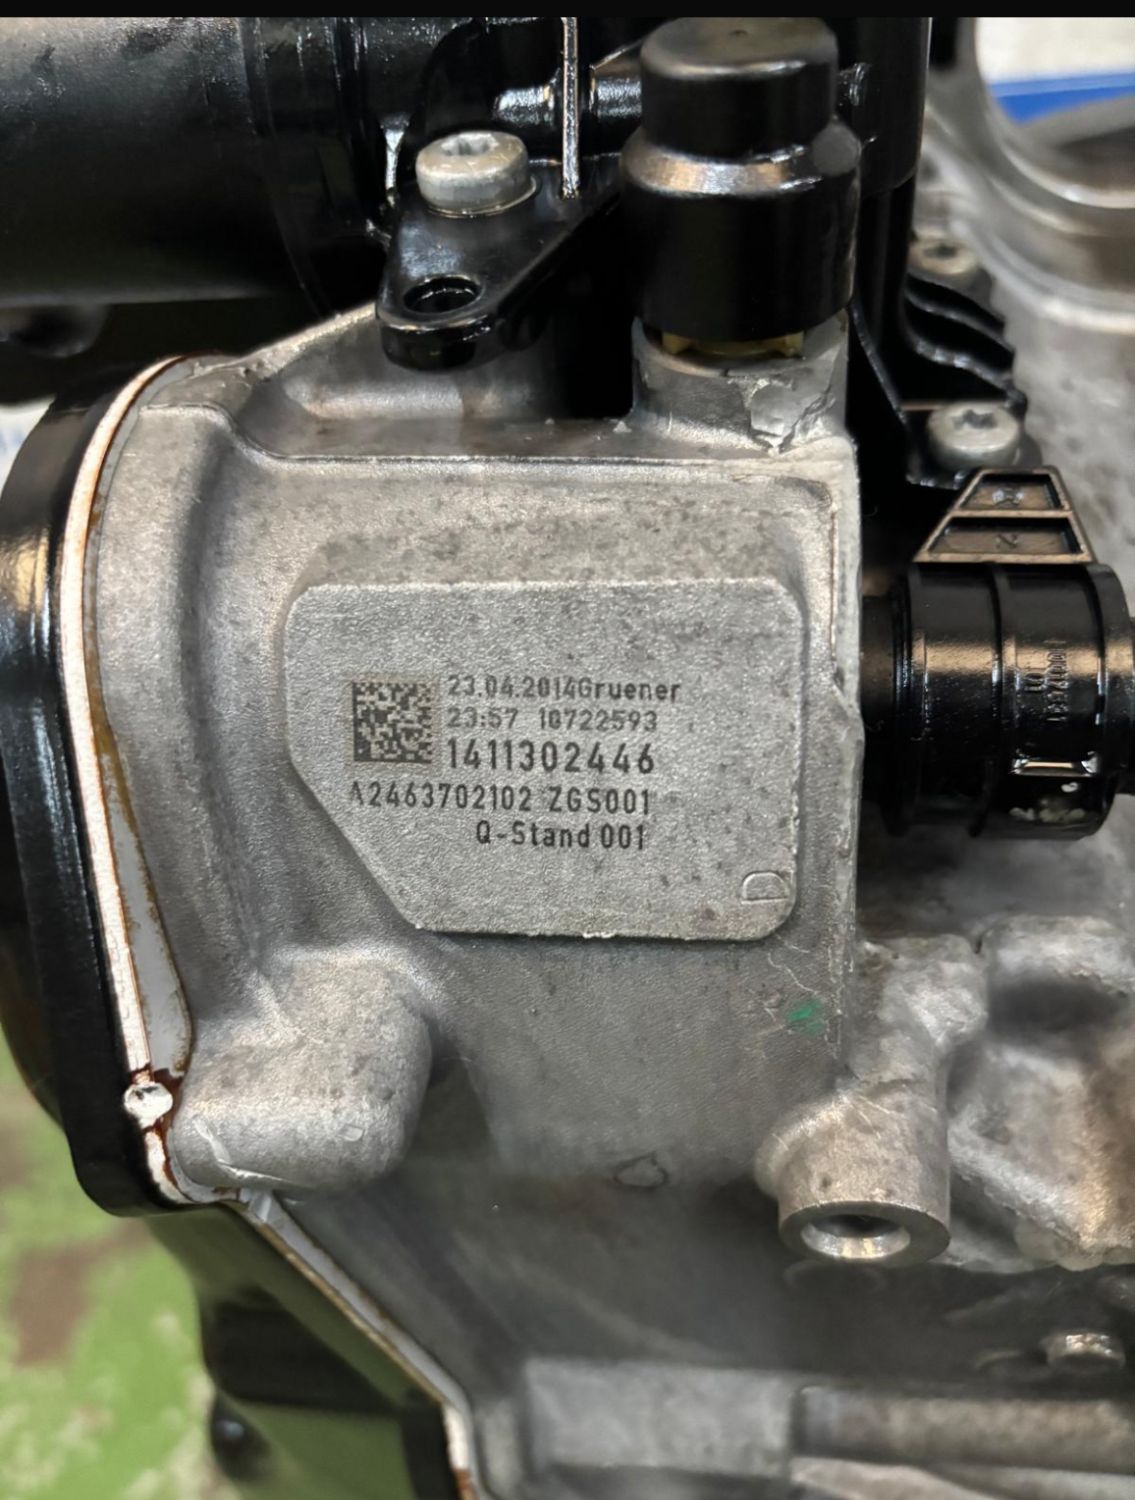 23.04.2014Gruener
23:57 10722593
1411302446
A2463702102 ZGS001
Q-Stand 001
D